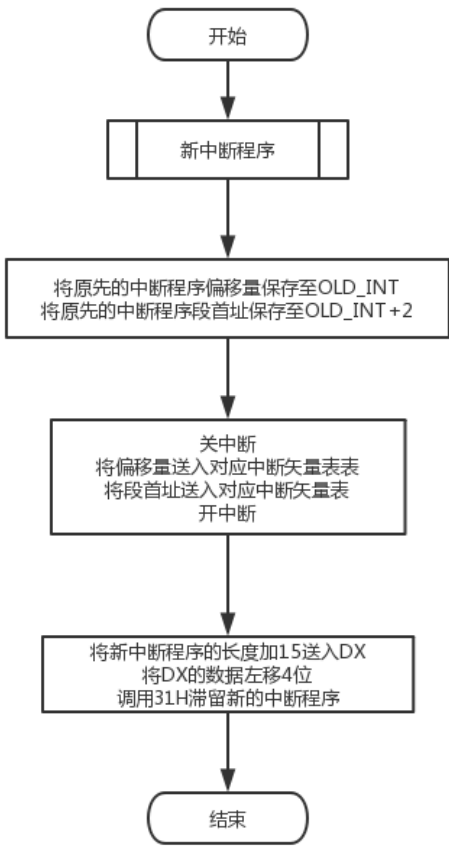 开始
新中断程序
将原先的中断程序偏移量保存至OLD_INT
将原先的中断程序段首址保存至OLD_INT+2
关中断
将偏移量送入对应中断矢量表表
将段首址送入对应中断矢量表
开中断
将新中断程序的长度加15送入DX
将DX的数据左移4位
调用31H滞留新的中断程序
结束